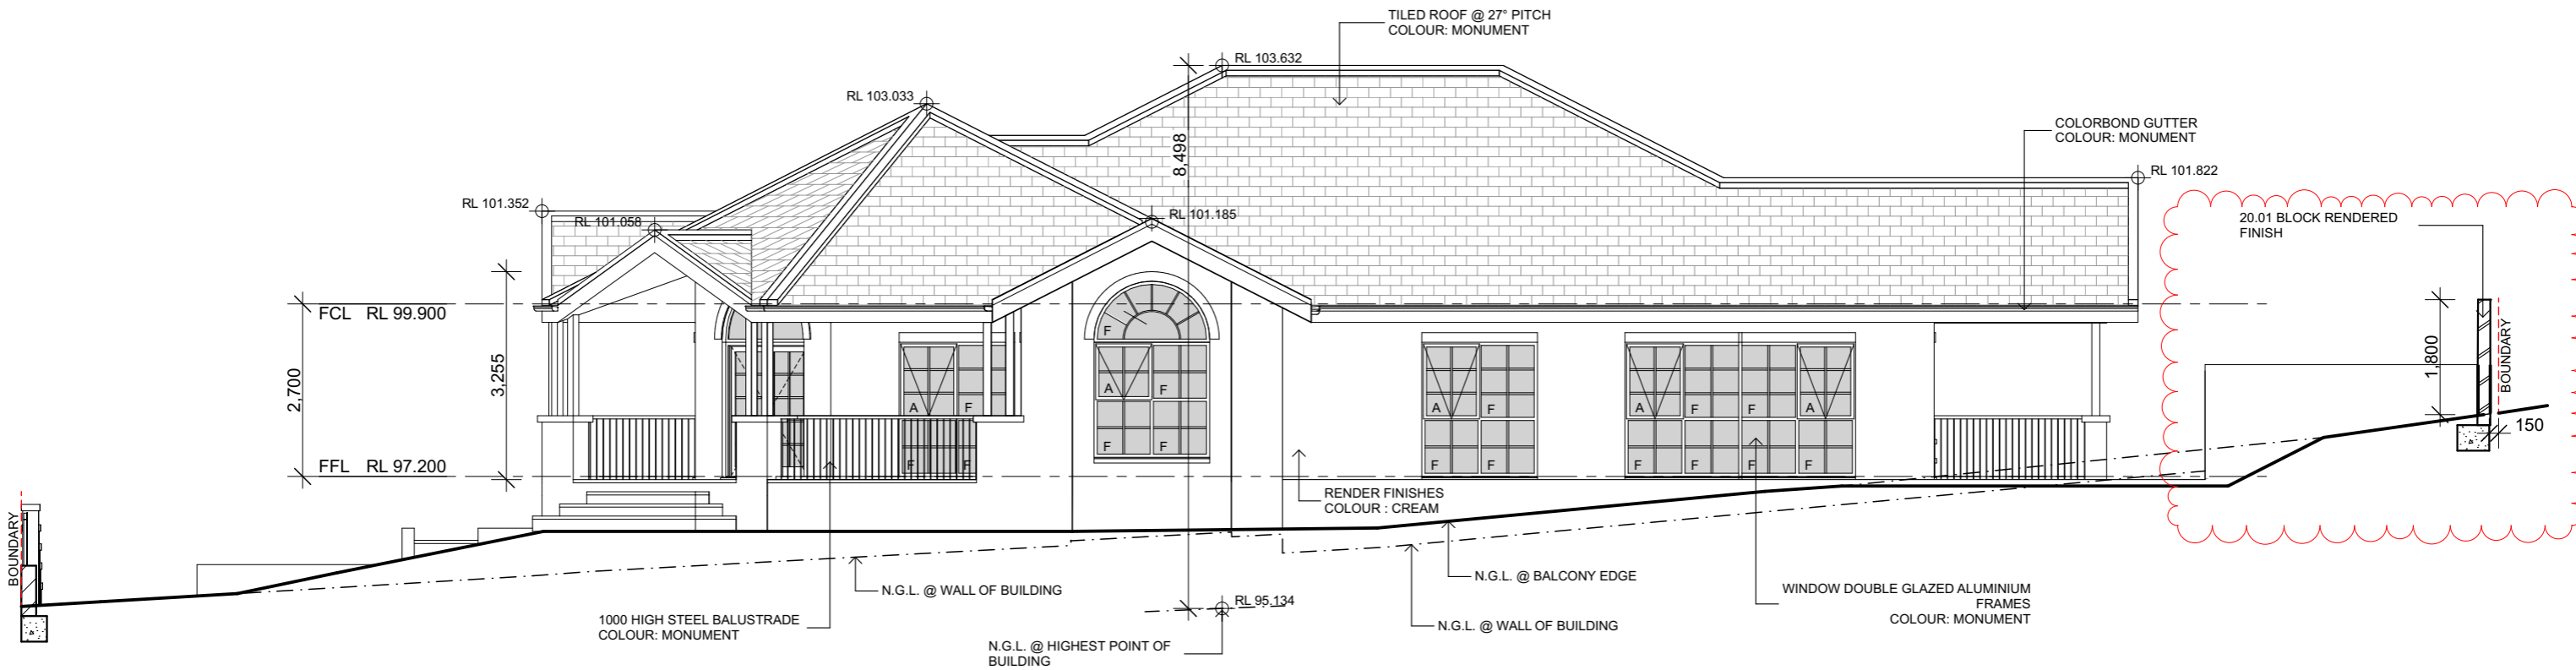 TILED ROOF @ 27° PITCH
COLOUR: MONUMENT
RL 103.632
RL 103.033
8,498
COLORBOND GUTTER
COLOUR: MONUMENT
RL 101.822
RL 101.352
RL 101.058
RL 101.185
20.01 BLOCK RENDERED
FINISH
FCL RL 99.900
2,700
3,255
FFL RL 97.200
1,800
BOUNDARY
150
F
A
F
F
F
A
F
F
F
A
F
F
F
A
F
F
A
F
F
F
F
RENDER FINISHES
COLOUR : CREAM
BOUNDARY
N.G.L. @ WALL OF BUILDING
N.G.L. @ BALCONY EDGE
WINDOW DOUBLE GLAZED ALUMINIUM
FRAMES
COLOUR: MONUMENT
1000 HIGH STEEL BALUSTRADE
COLOUR: MONUMENT
RL 95.134
N.G.L. @ WALL OF BUILDING
N.G.L. @ HIGHEST POINT OF
BUILDING